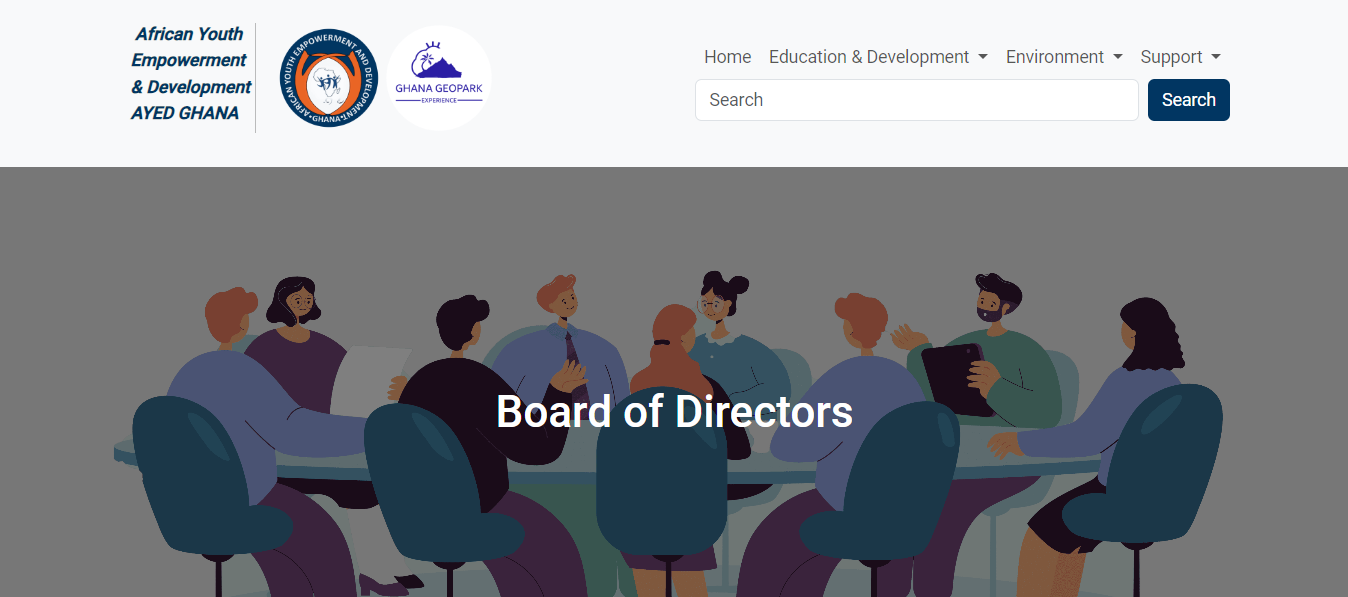 African Youth
Empowerment
& Development
AYED GHANA
AFRICAN YOUTH EMPOWERMENT AND DEVELOPMENT
•GHANA•
GHANA GEOPARK
EXPERIENCE
Home Education & Development Environment Support
Search Search
Board of Directors